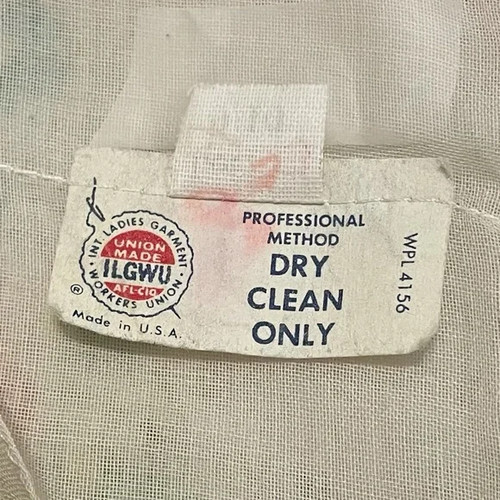 INT. LADIES GARMENT
WORKERS UNION
UNION
MADE
ILGWU
AFL-CIO
®
Made in U.S.A.
PROFESSIONAL
METHOD
DRY
CLEAN
ONLY
WPL 4156